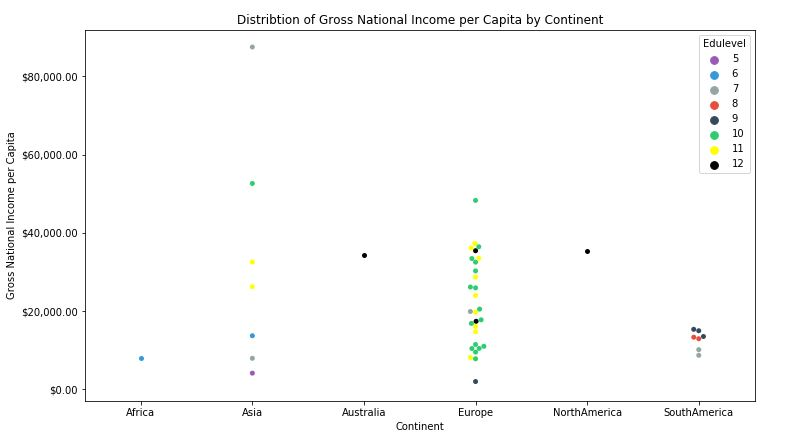 Distribtion of Gross National Income per Capita by Continent
Edulevel
5
6
7
8
9
10
11
12
$80,000.00
$60,000.00
$40,000.00
$20,000.00
$0.00
Gross National Income per Capita
Africa
Asia
Australia
Europe
NorthAmerica
SouthAmerica
Continent